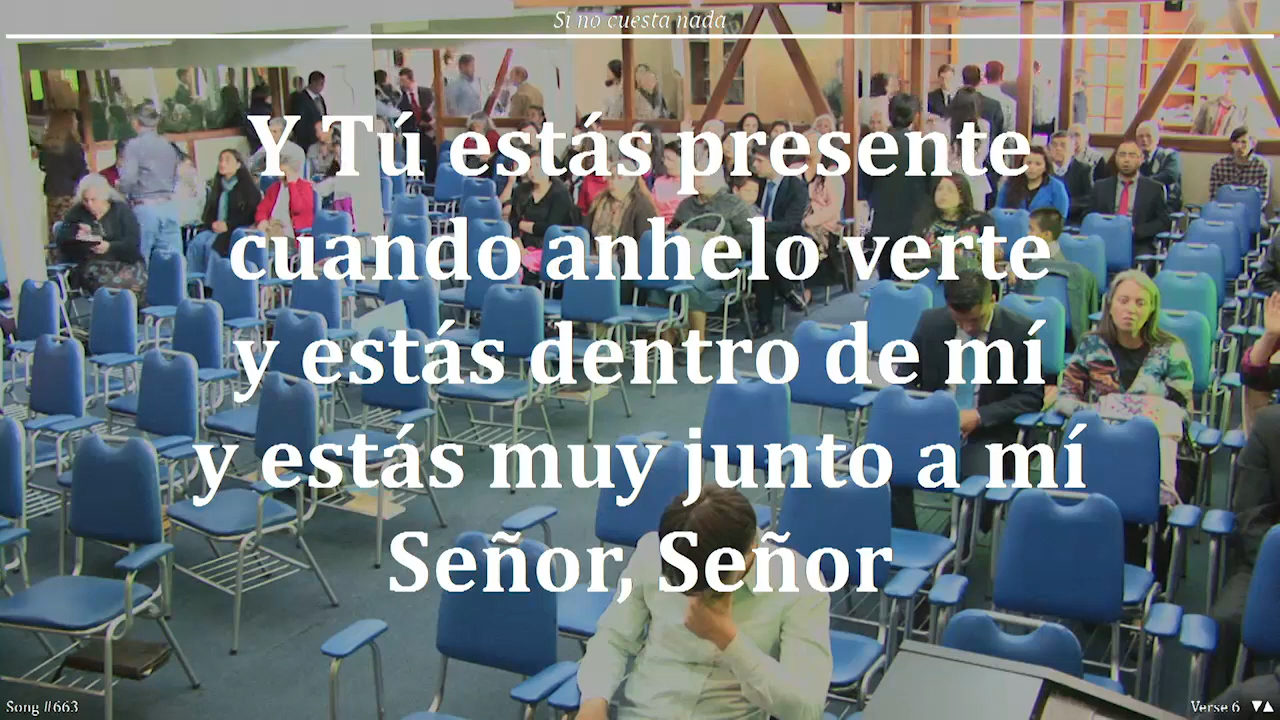 Si no cuesta nada
Y Tú estás presente
cuando anhelo verte
y estás dentro de mí
y estás muy junto a mí
Señor, Señor
Song #663
Verse 6 ▼▲